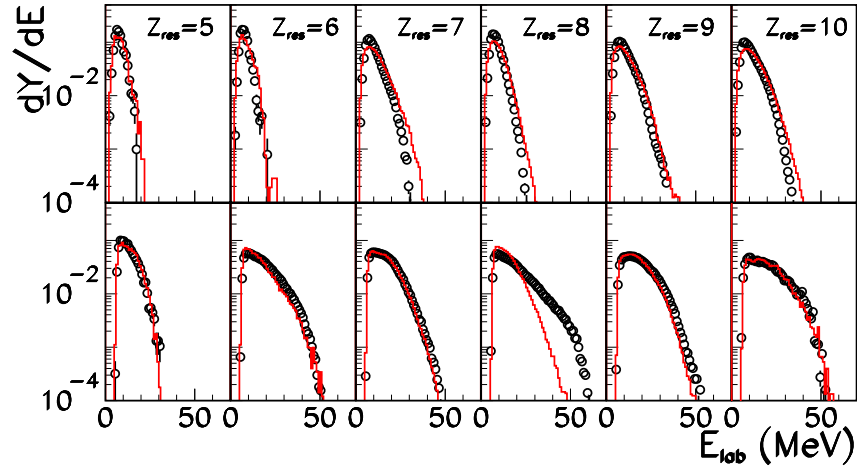 Z_res=5 Z_res=6 Z_res=7 Z_res=8 Z_res=9 Z_res=10
dY/dE
10^-2
10^-4
10^-2
10^-4
0 50 0 50 0 50 0 50 0 50 0 50
E_lab (MeV)